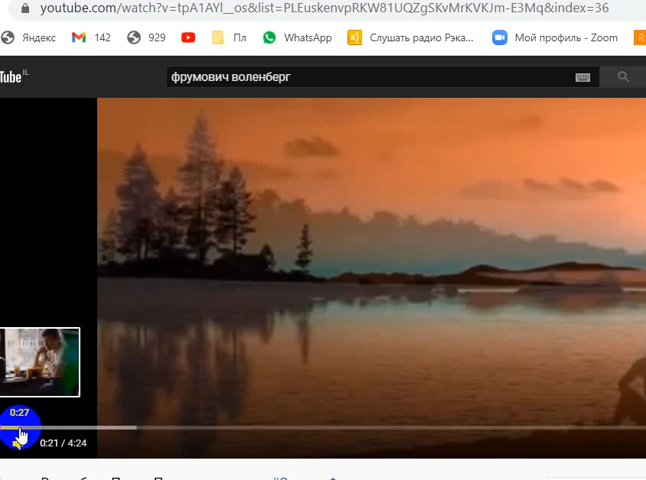 youtube.com/watch?v=tpA1AYl__os&list=PLEuskenvpRKW81UQZgSKvMrKVKJm-E3Mq&index=36
Яндекс 142 929 Пл WhatsApp Слушать радио Рэка... Мой профиль - Zoom
Tube IL фрумович воленберг
0:27
0:21 / 4:24